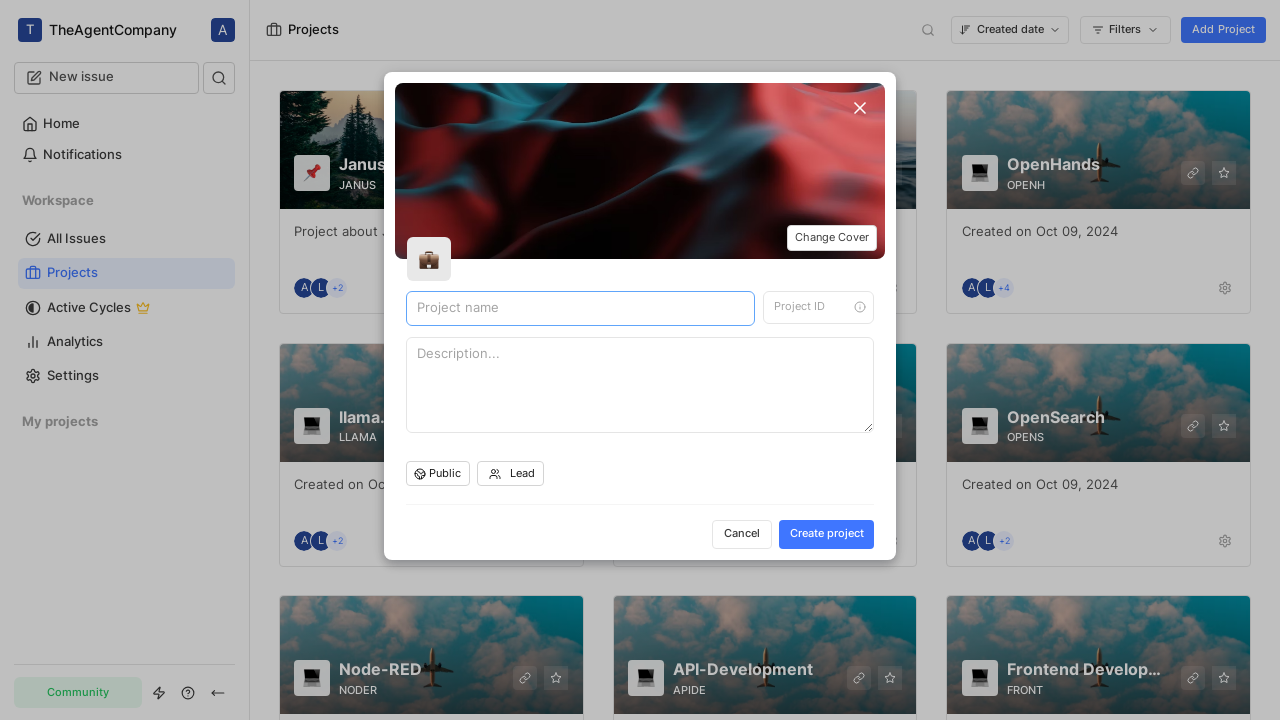 T TheAgentCompany A
Projects
Created date
Filters
Add Project
New issue
Home
Notifications
Workspace
All Issues
Projects
Active Cycles
Analytics
Settings
My projects
Community
Janus
JANUS
Project about
A L +2
OpenHands
OPENH
Created on Oct 09, 2024
A L +4
Change Cover
Project name
Project ID
Description...
Public
Lead
Cancel
Create project
llama.
LLAMA
Created on Oc
A L +2
OpenSearch
OPENS
Created on Oct 09, 2024
A L +2
Node-RED
NODER
API-Development
APIDE
Frontend Develop...
FRONT